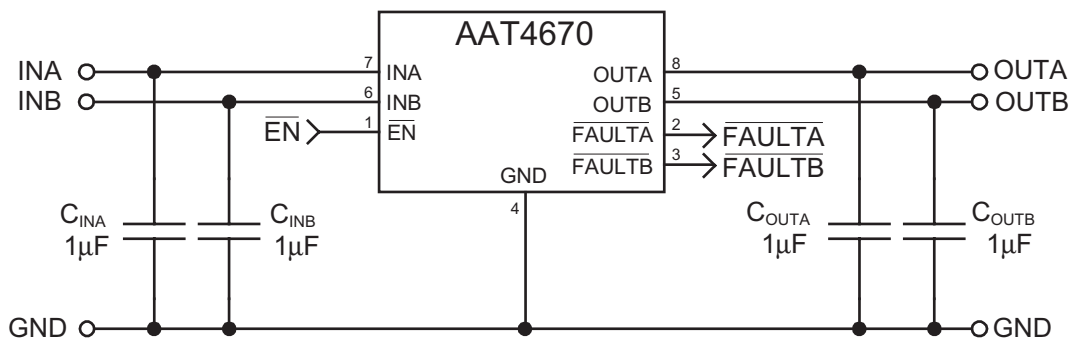 AAT4670
INA 7 INA OUTA 8 OUTA
INB 6 INB OUTB 5 OUTB
EN 1 EN FAULTA 2 FAULTA
FAULTB 3 FAULTB
GND
4
CINA
1µF
CINB
1µF
COUTA
1µF
COUTB
1µF
GND GND